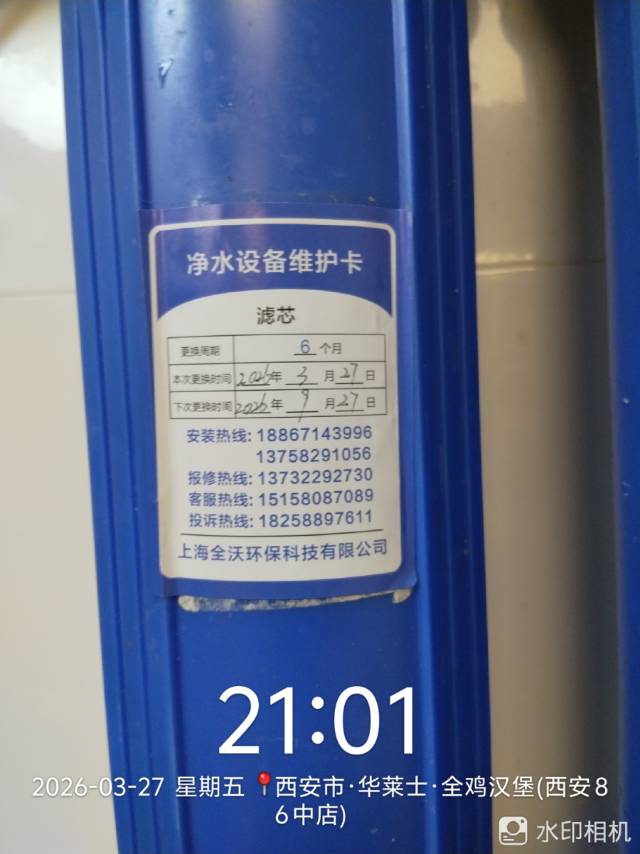 净水设备维护卡
滤芯
更换周期 6 个月
本次更换时间 2026年 3 月 27 日
下次更换时间 2026年 9 月 27 日
安装热线: 18867143996
13758291056
报修热线: 13732292730
客服热线: 15158087089
投诉热线: 18258897611
上海全沃环保科技有限公司
21:01
2026-03-27 星期五 📍西安市·华莱士·全鸡汉堡(西安8
6中店)
水印相机